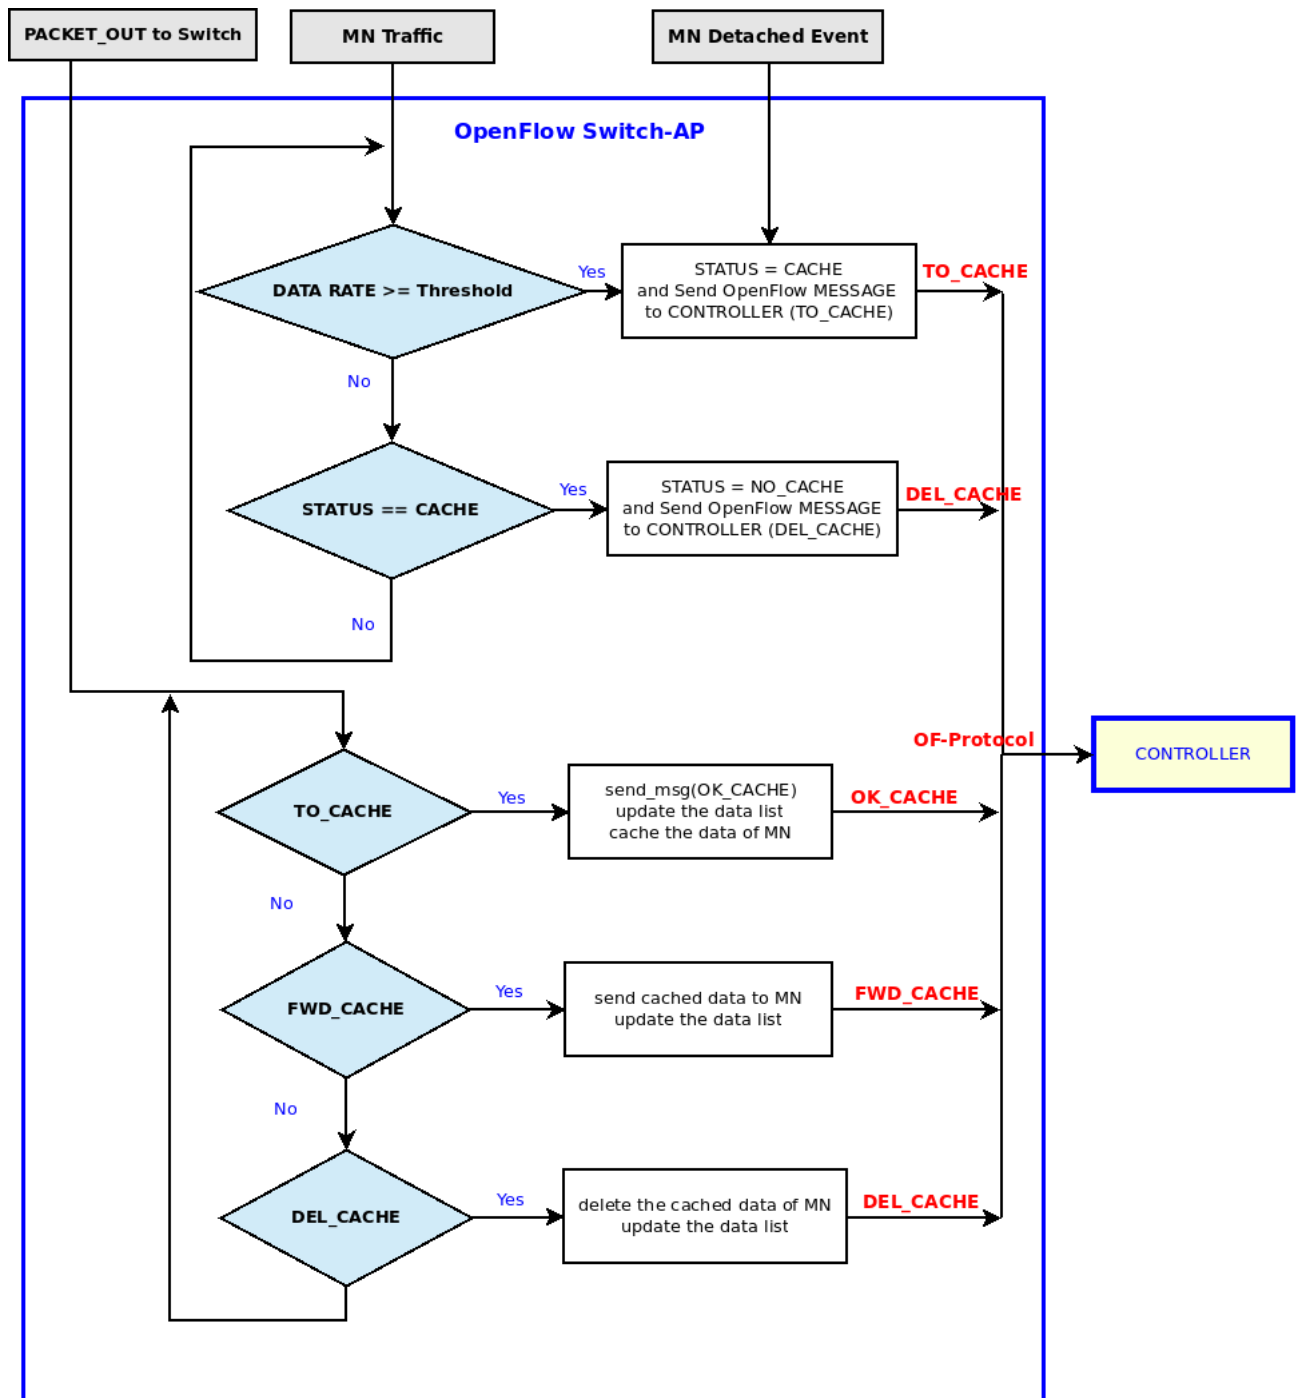 PACKET_OUT to Switch
MN Traffic
MN Detached Event
OpenFlow Switch-AP
DATA RATE >= Threshold
Yes
STATUS = CACHE
and Send OpenFlow MESSAGE
to CONTROLLER (TO_CACHE)
TO_CACHE
No
STATUS == CACHE
Yes
STATUS = NO_CACHE
and Send OpenFlow MESSAGE
to CONTROLLER (DEL_CACHE)
DEL_CACHE
No
OF-Protocol
CONTROLLER
TO_CACHE
Yes
send_msg(OK_CACHE)
update the data list
cache the data of MN
OK_CACHE
No
FWD_CACHE
Yes
send cached data to MN
update the data list
FWD_CACHE
No
DEL_CACHE
Yes
delete the cached data of MN
update the data list
DEL_CACHE